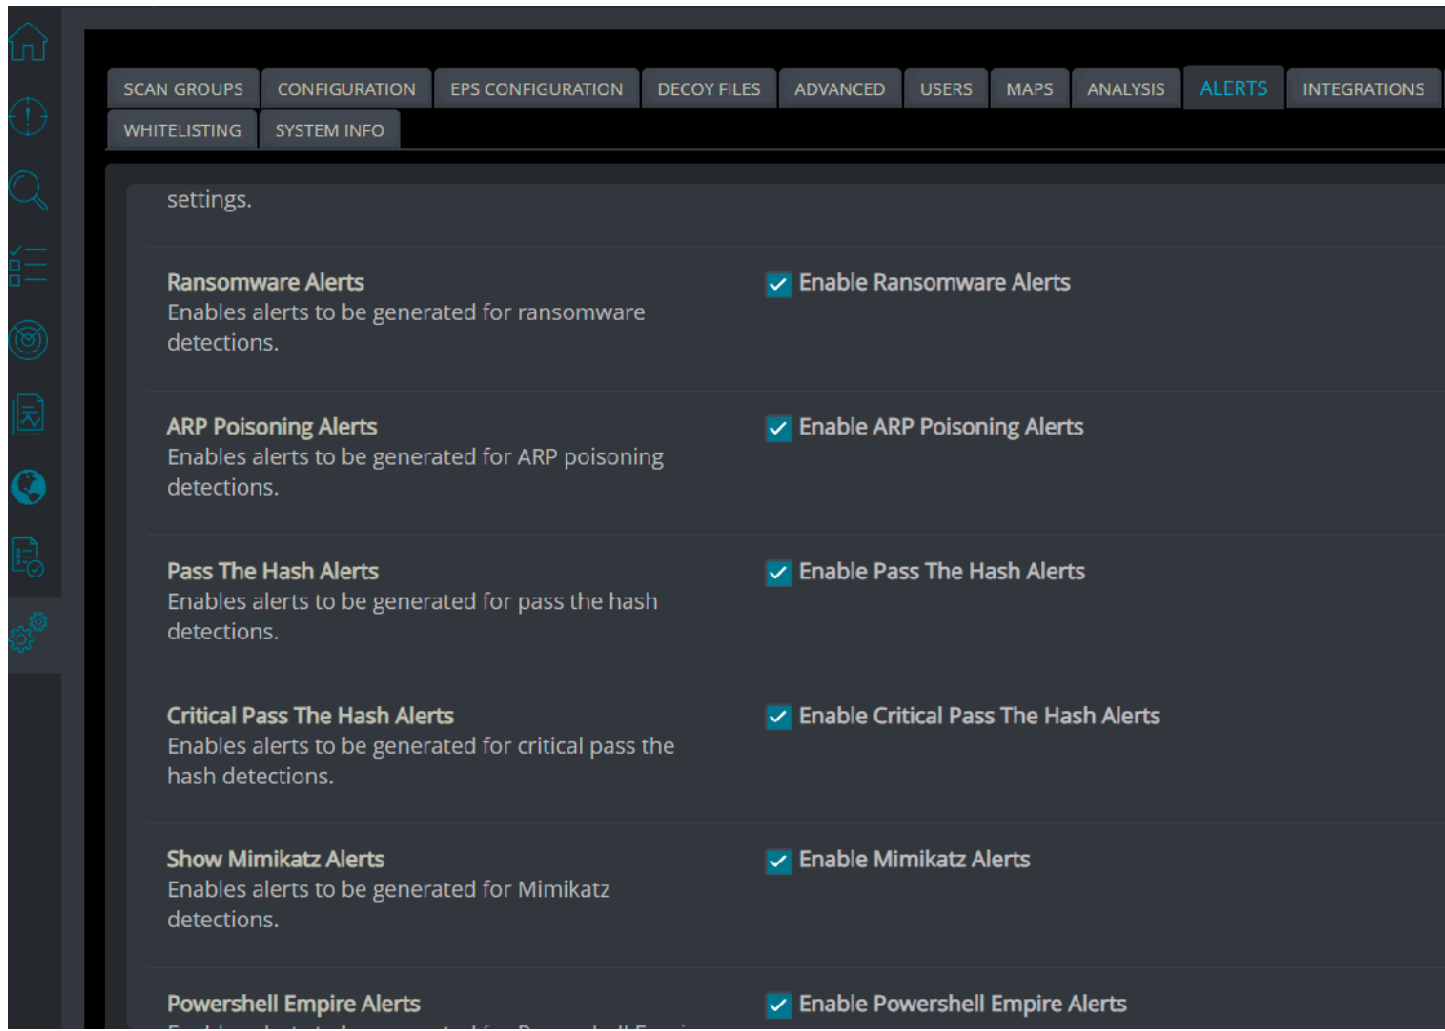 SCAN GROUPS CONFIGURATION EPS CONFIGURATION DECOY FILES ADVANCED USERS MAPS ANALYSIS ALERTS INTEGRATIONS
WHITELISTING SYSTEM INFO
settings.
Ransomware Alerts
Enables alerts to be generated for ransomware
detections.
Enable Ransomware Alerts
ARP Poisoning Alerts
Enables alerts to be generated for ARP poisoning
detections.
Enable ARP Poisoning Alerts
Pass The Hash Alerts
Enables alerts to be generated for pass the hash
detections.
Enable Pass The Hash Alerts
Critical Pass The Hash Alerts
Enables alerts to be generated for critical pass the
hash detections.
Enable Critical Pass The Hash Alerts
Show Mimikatz Alerts
Enables alerts to be generated for Mimikatz
detections.
Enable Mimikatz Alerts
Powershell Empire Alerts
Enable Powershell Empire Alerts